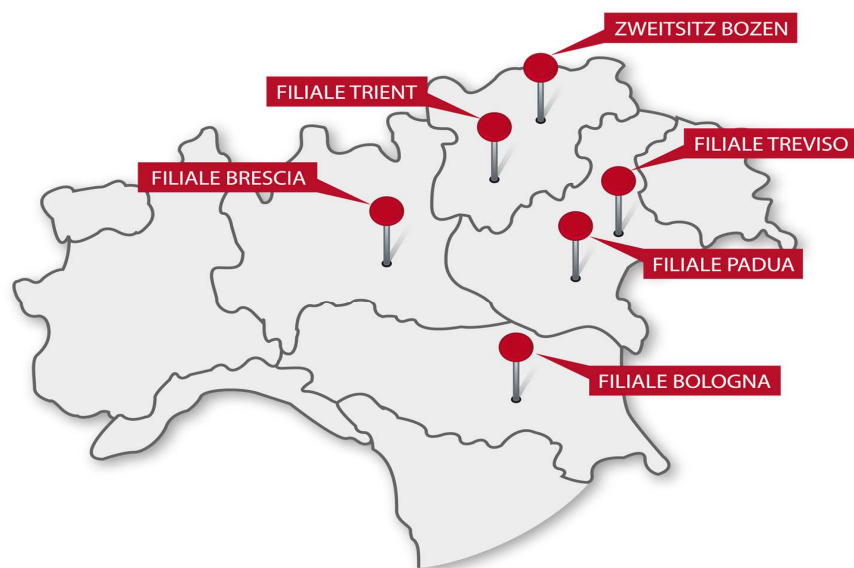 ZWEITSITZ BOZEN
FILIALE TRIENT
FILIALE TREVISO
FILIALE BRESCIA
FILIALE PADUA
FILIALE BOLOGNA